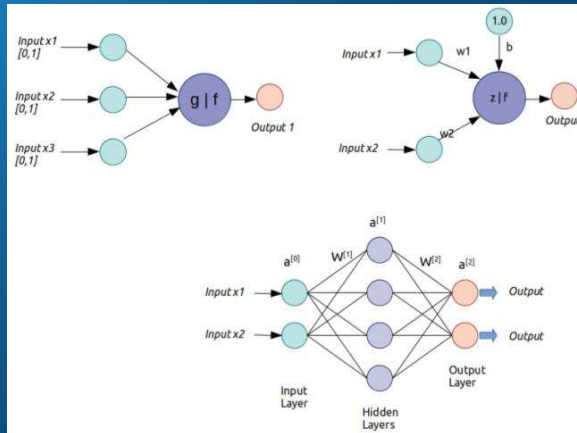 Input x1
[0,1]
Input x2
[0,1]
Input x3
[0,1]
g | f
Output 1
1.0
b
Input x1
w1
z | f
w2
Input x2
Output
a[1]
a[0]
W[1]
W[2]
a[2]
Input x1
Output
Input x2
Output
Input
Layer
Hidden
Layers
Output
Layer